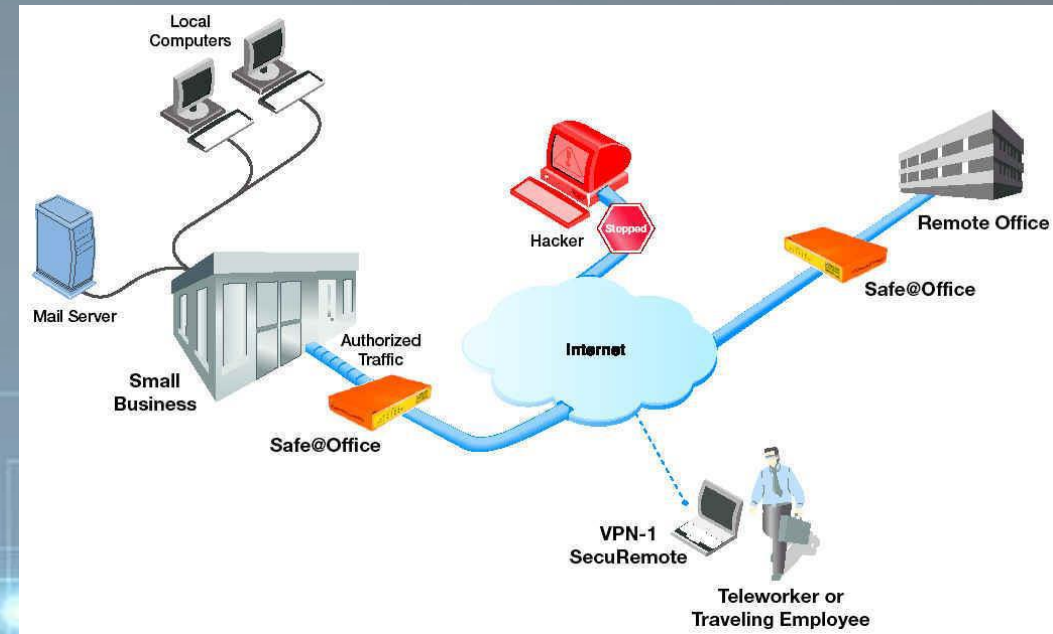 Local
Computers
Mail Server
Small
Business
Authorized
Traffic
Safe@Office
Hacker
Stopped
Internet
Remote Office
Safe@Office
VPN-1
SecuRemote
Teleworker or
Traveling Employee